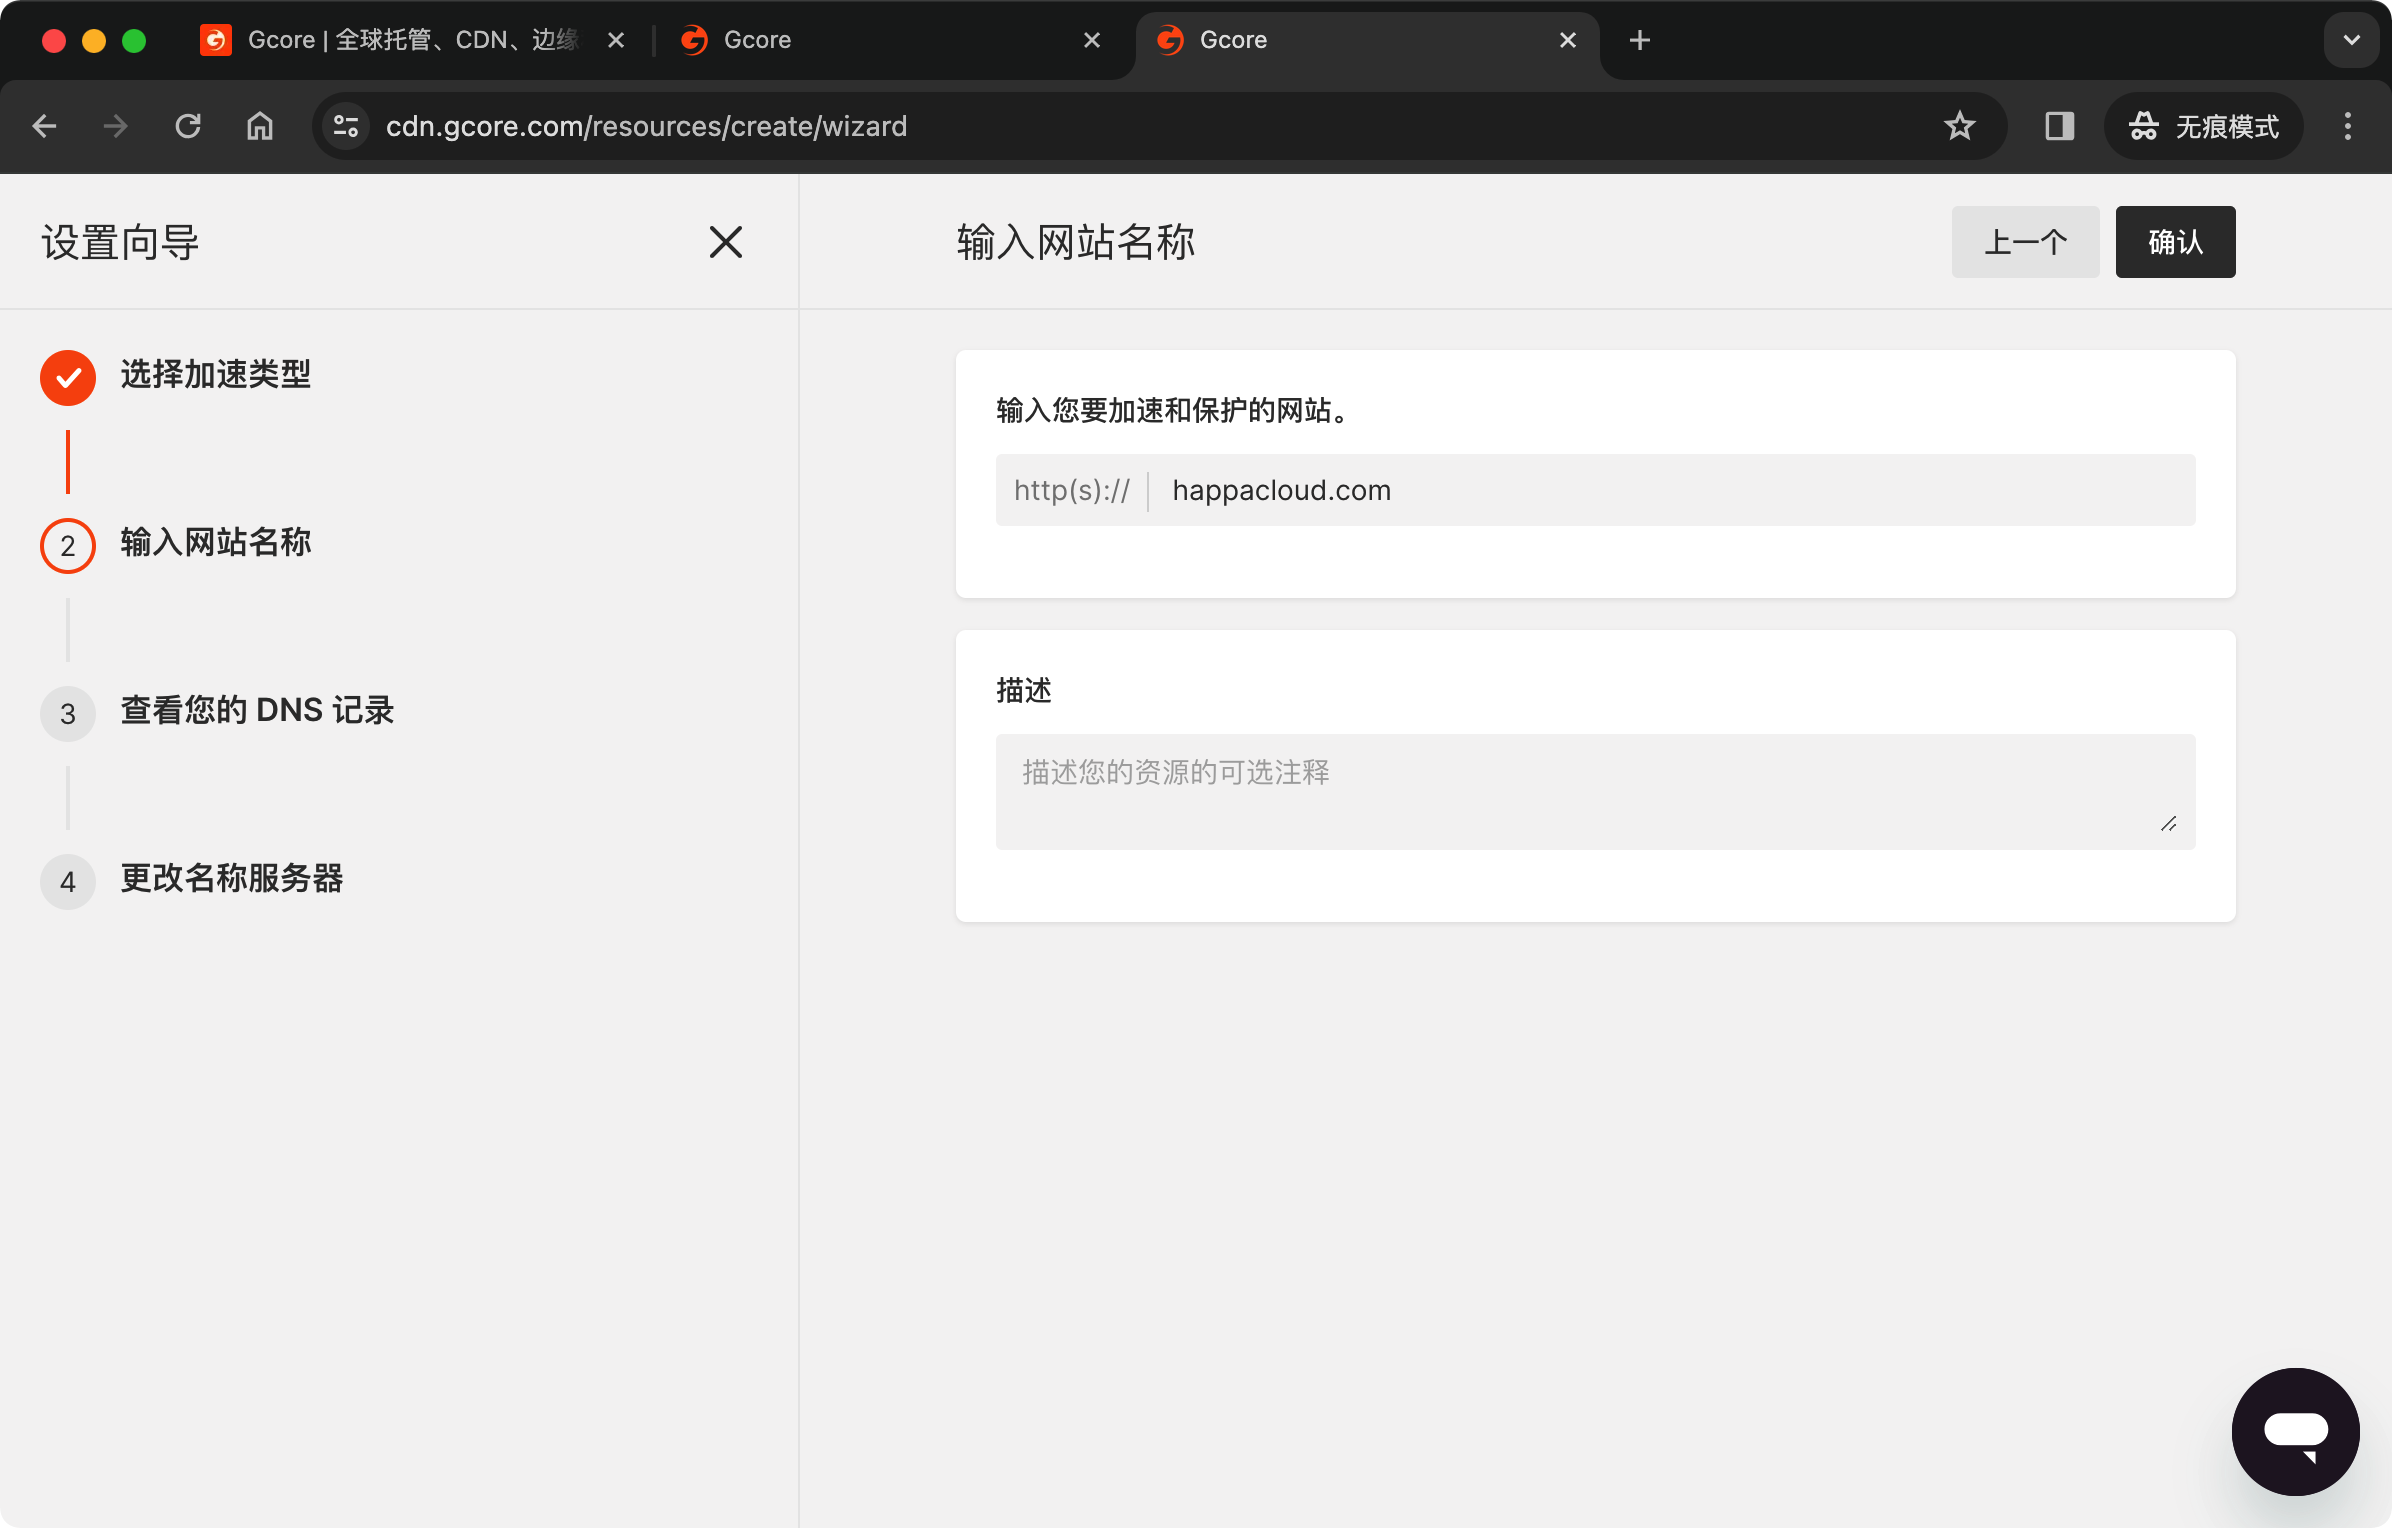 Gcore | 全球托管、CDN、边缘
Gcore
Gcore
cdn.gcore.com/resources/create/wizard
无痕模式
设置向导
输入网站名称
上一个
确认
选择加速类型
2 输入网站名称
3 查看您的 DNS 记录
4 更改名称服务器
输入您要加速和保护的网站。
http(s):// happacloud.com
描述
描述您的资源的可选注释